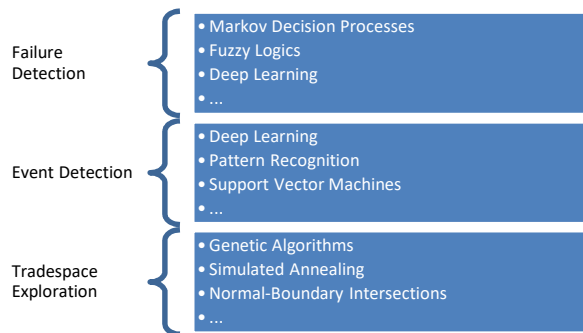 Failure
Detection
• Markov Decision Processes
• Fuzzy Logics
• Deep Learning
• ...
Event Detection
• Deep Learning
• Pattern Recognition
• Support Vector Machines
• ...
Tradespace
Exploration
• Genetic Algorithms
• Simulated Annealing
• Normal-Boundary Intersections
• ...